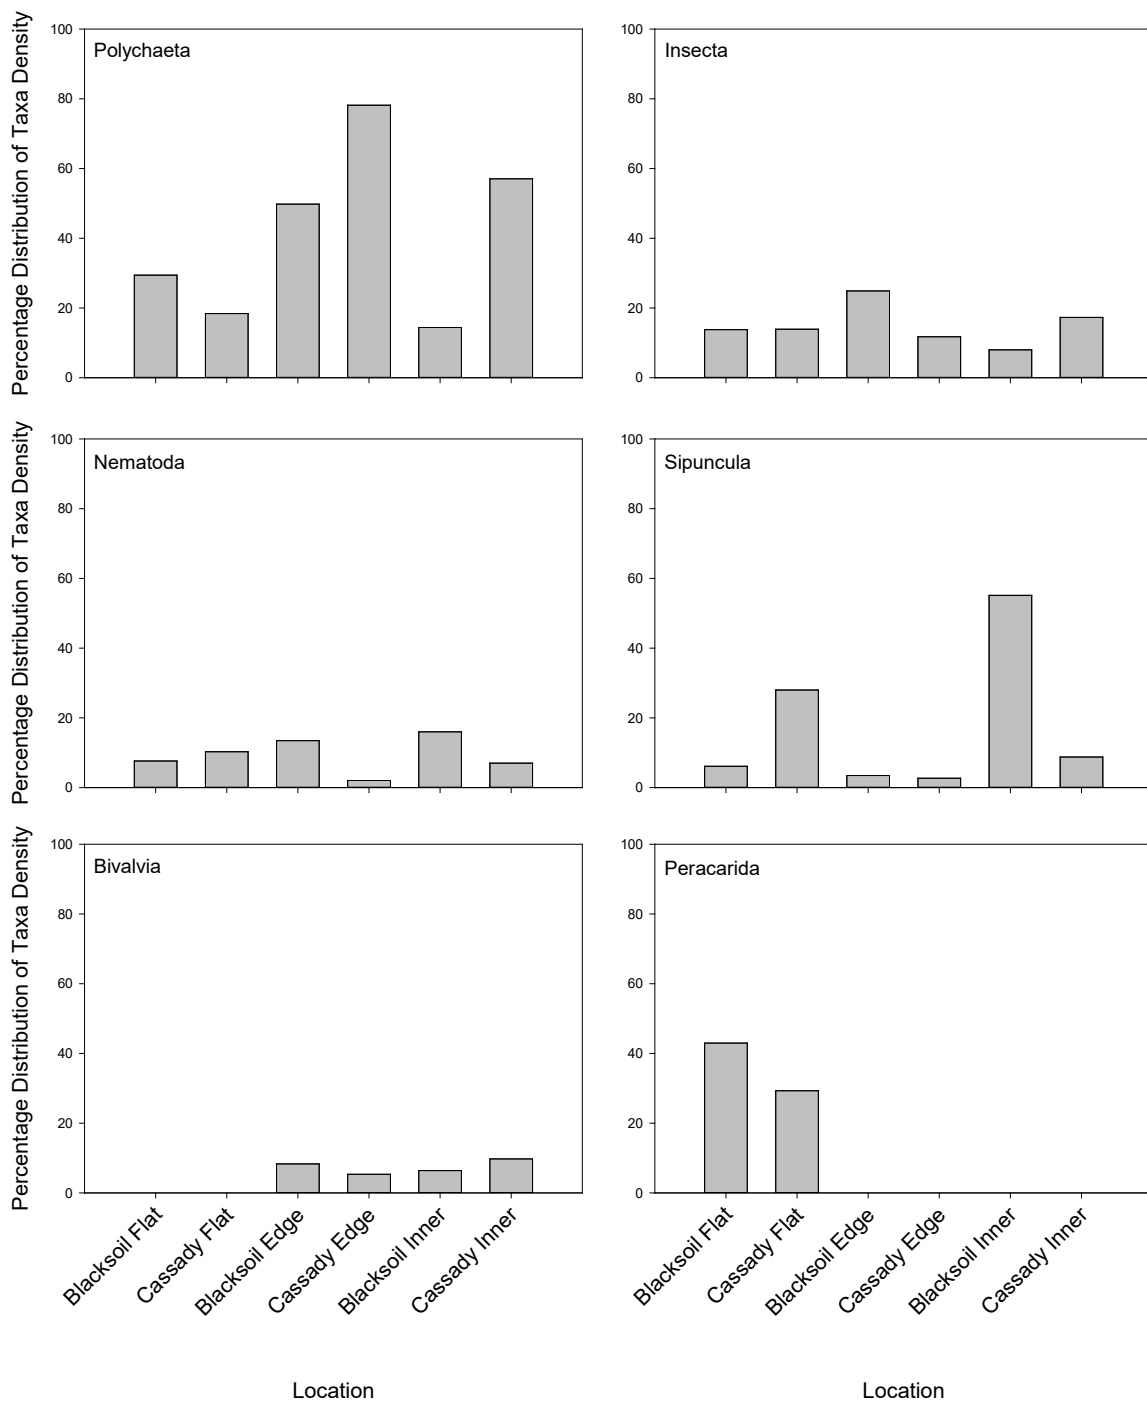 Percentage Distribution of Taxa Density
100
80
60
40
20
0
Polychaeta
100
80
60
40
20
0
Insecta
Percentage Distribution of Taxa Density
100
80
60
40
20
0
Nematoda
100
80
60
40
20
0
Sipuncula
Percentage Distribution of Taxa Density
100
80
60
40
20
0
Bivalvia
Blacksoil Flat
Cassady Flat
Blacksoil Edge
Cassady Edge
Blacksoil Inner
Cassady Inner
Location
100
80
60
40
20
0
Peracarida
Blacksoil Flat
Cassady Flat
Blacksoil Edge
Cassady Edge
Blacksoil Inner
Cassady Inner
Location